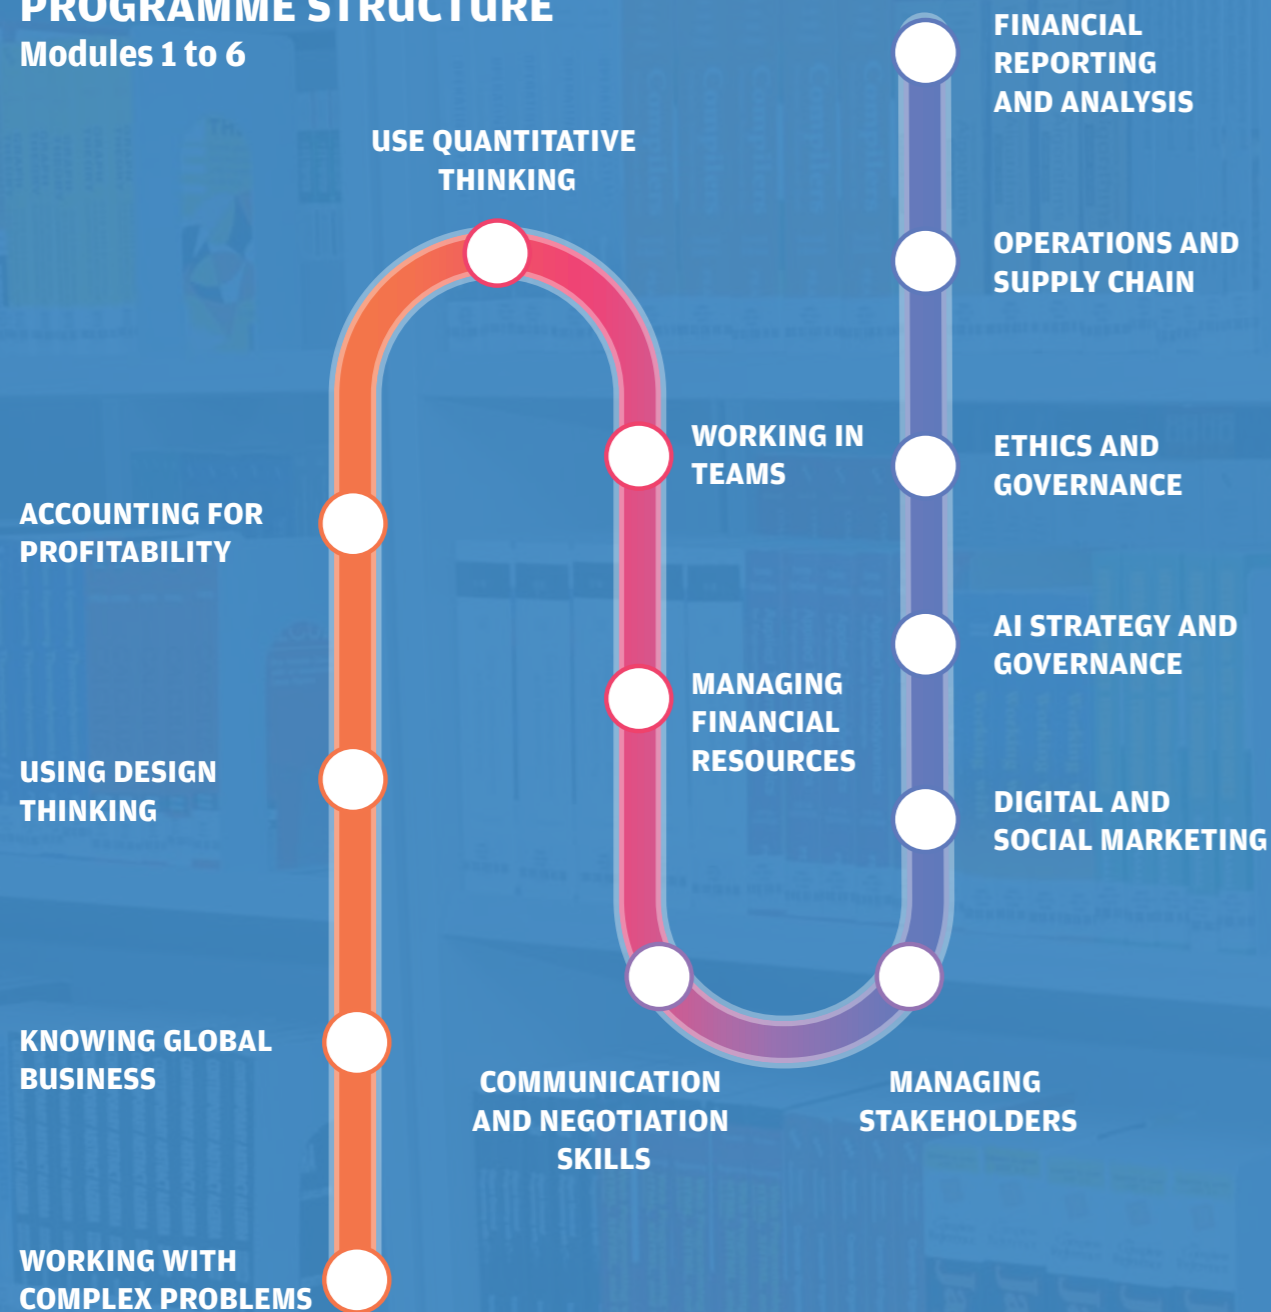 PROGRAMME STRUCTURE
Modules 1 to 6
USE QUANTITATIVE
THINKING
ACCOUNTING FOR
PROFITABILITY
USING DESIGN
THINKING
KNOWING GLOBAL
BUSINESS
WORKING WITH
COMPLEX PROBLEMS
WORKING IN
TEAMS
MANAGING
FINANCIAL
RESOURCES
COMMUNICATION
AND NEGOTIATION
SKILLS
MANAGING
STAKEHOLDERS
FINANCIAL
REPORTING
AND ANALYSIS
OPERATIONS AND
SUPPLY CHAIN
ETHICS AND
GOVERNANCE
AI STRATEGY AND
GOVERNANCE
DIGITAL AND
SOCIAL MARKETING